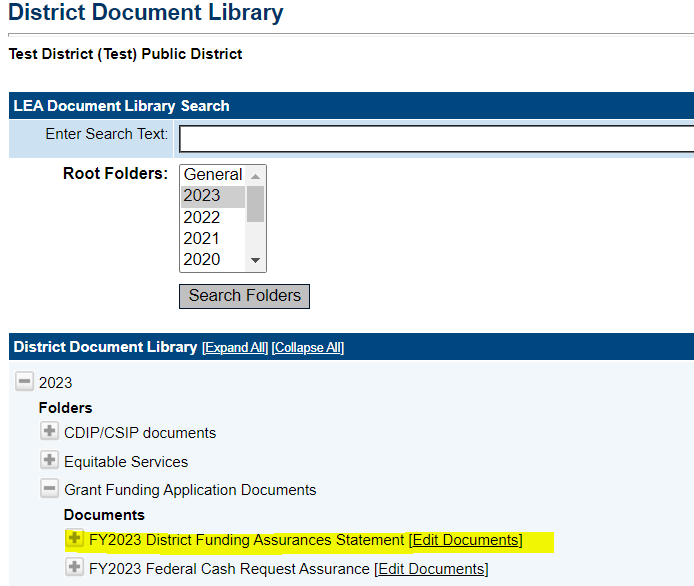 District Document Library
Test District (Test) Public District
LEA Document Library Search
Enter Search Text:
Root Folders:
General
2023
2022
2021
2020
Search Folders
District Document Library [Expand All] [Collapse All]
2023
Folders
CDIP/CSIP documents
Equitable Services
Grant Funding Application Documents
Documents
FY2023 District Funding Assurances Statement [Edit Documents]
FY2023 Federal Cash Request Assurance [Edit Documents]